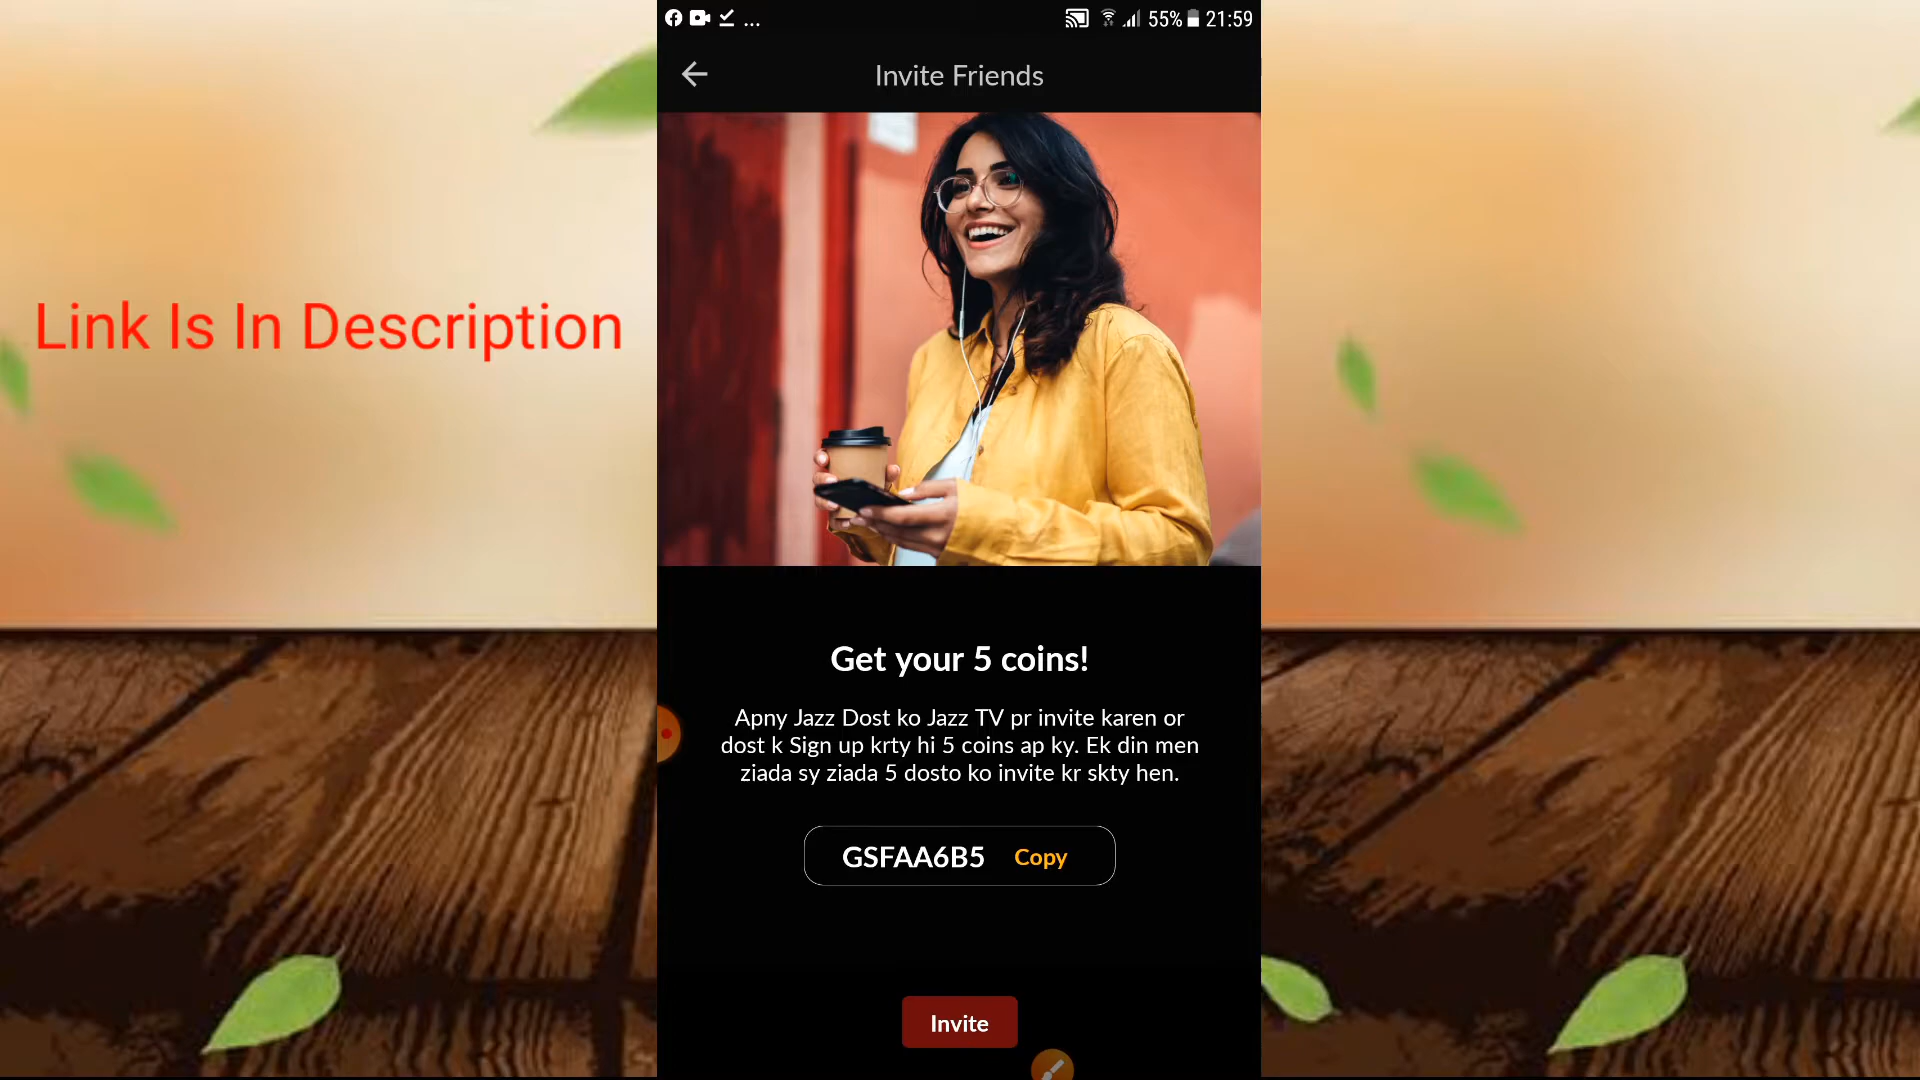 ... 55% 21:59
Invite Friends
Link Is In Description
Get your 5 coins!
Apny Jazz Dost ko Jazz TV pr invite karen or
dost k Sign up krty hi 5 coins ap ky. Ek din men
ziada sy ziada 5 dosto ko invite kr skty hen.
GSFAA6B5 Copy
Invite